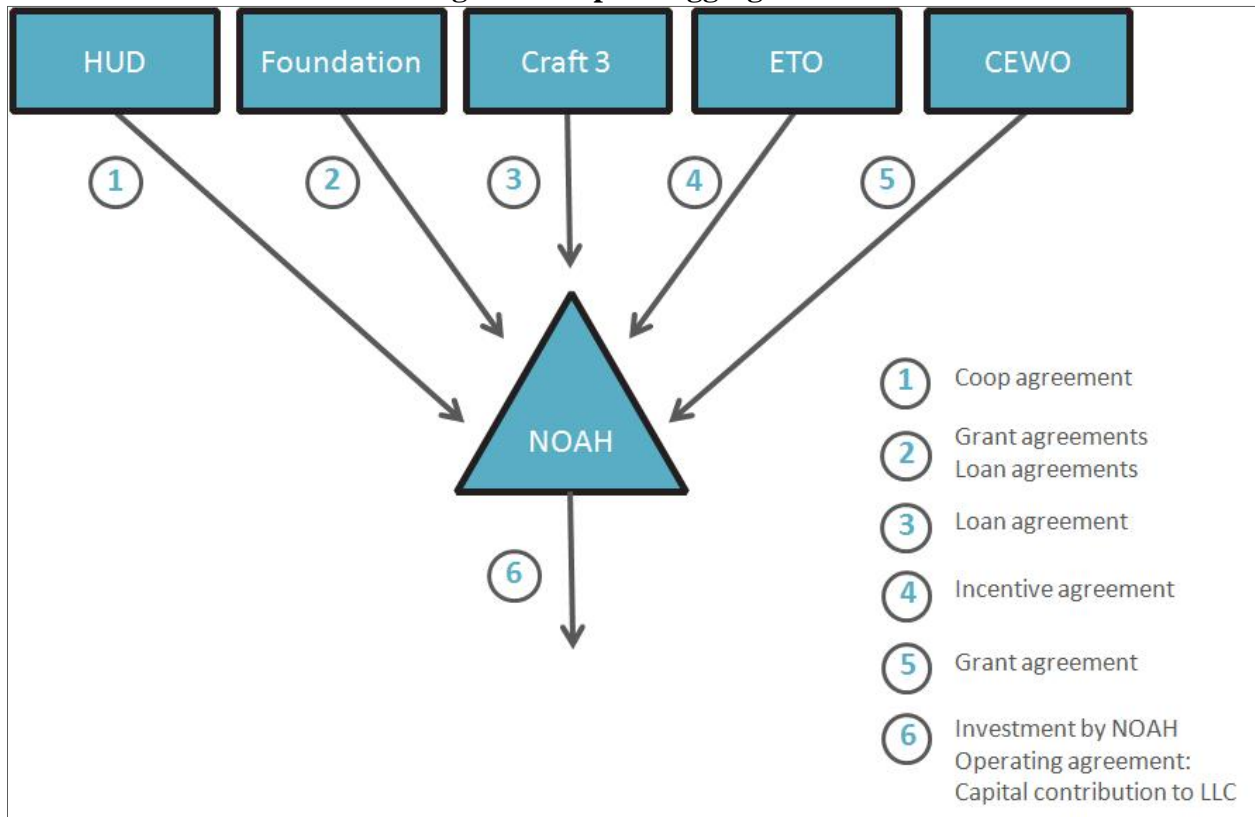 HUD
Foundation
Craft 3
ETO
CEWO
1
2
3
4
5
NOAH
6
1 Coop agreement
2 Grant agreements
Loan agreements
3 Loan agreement
4 Incentive agreement
5 Grant agreement
6 Investment by NOAH
Operating agreement:
Capital contribution to LLC